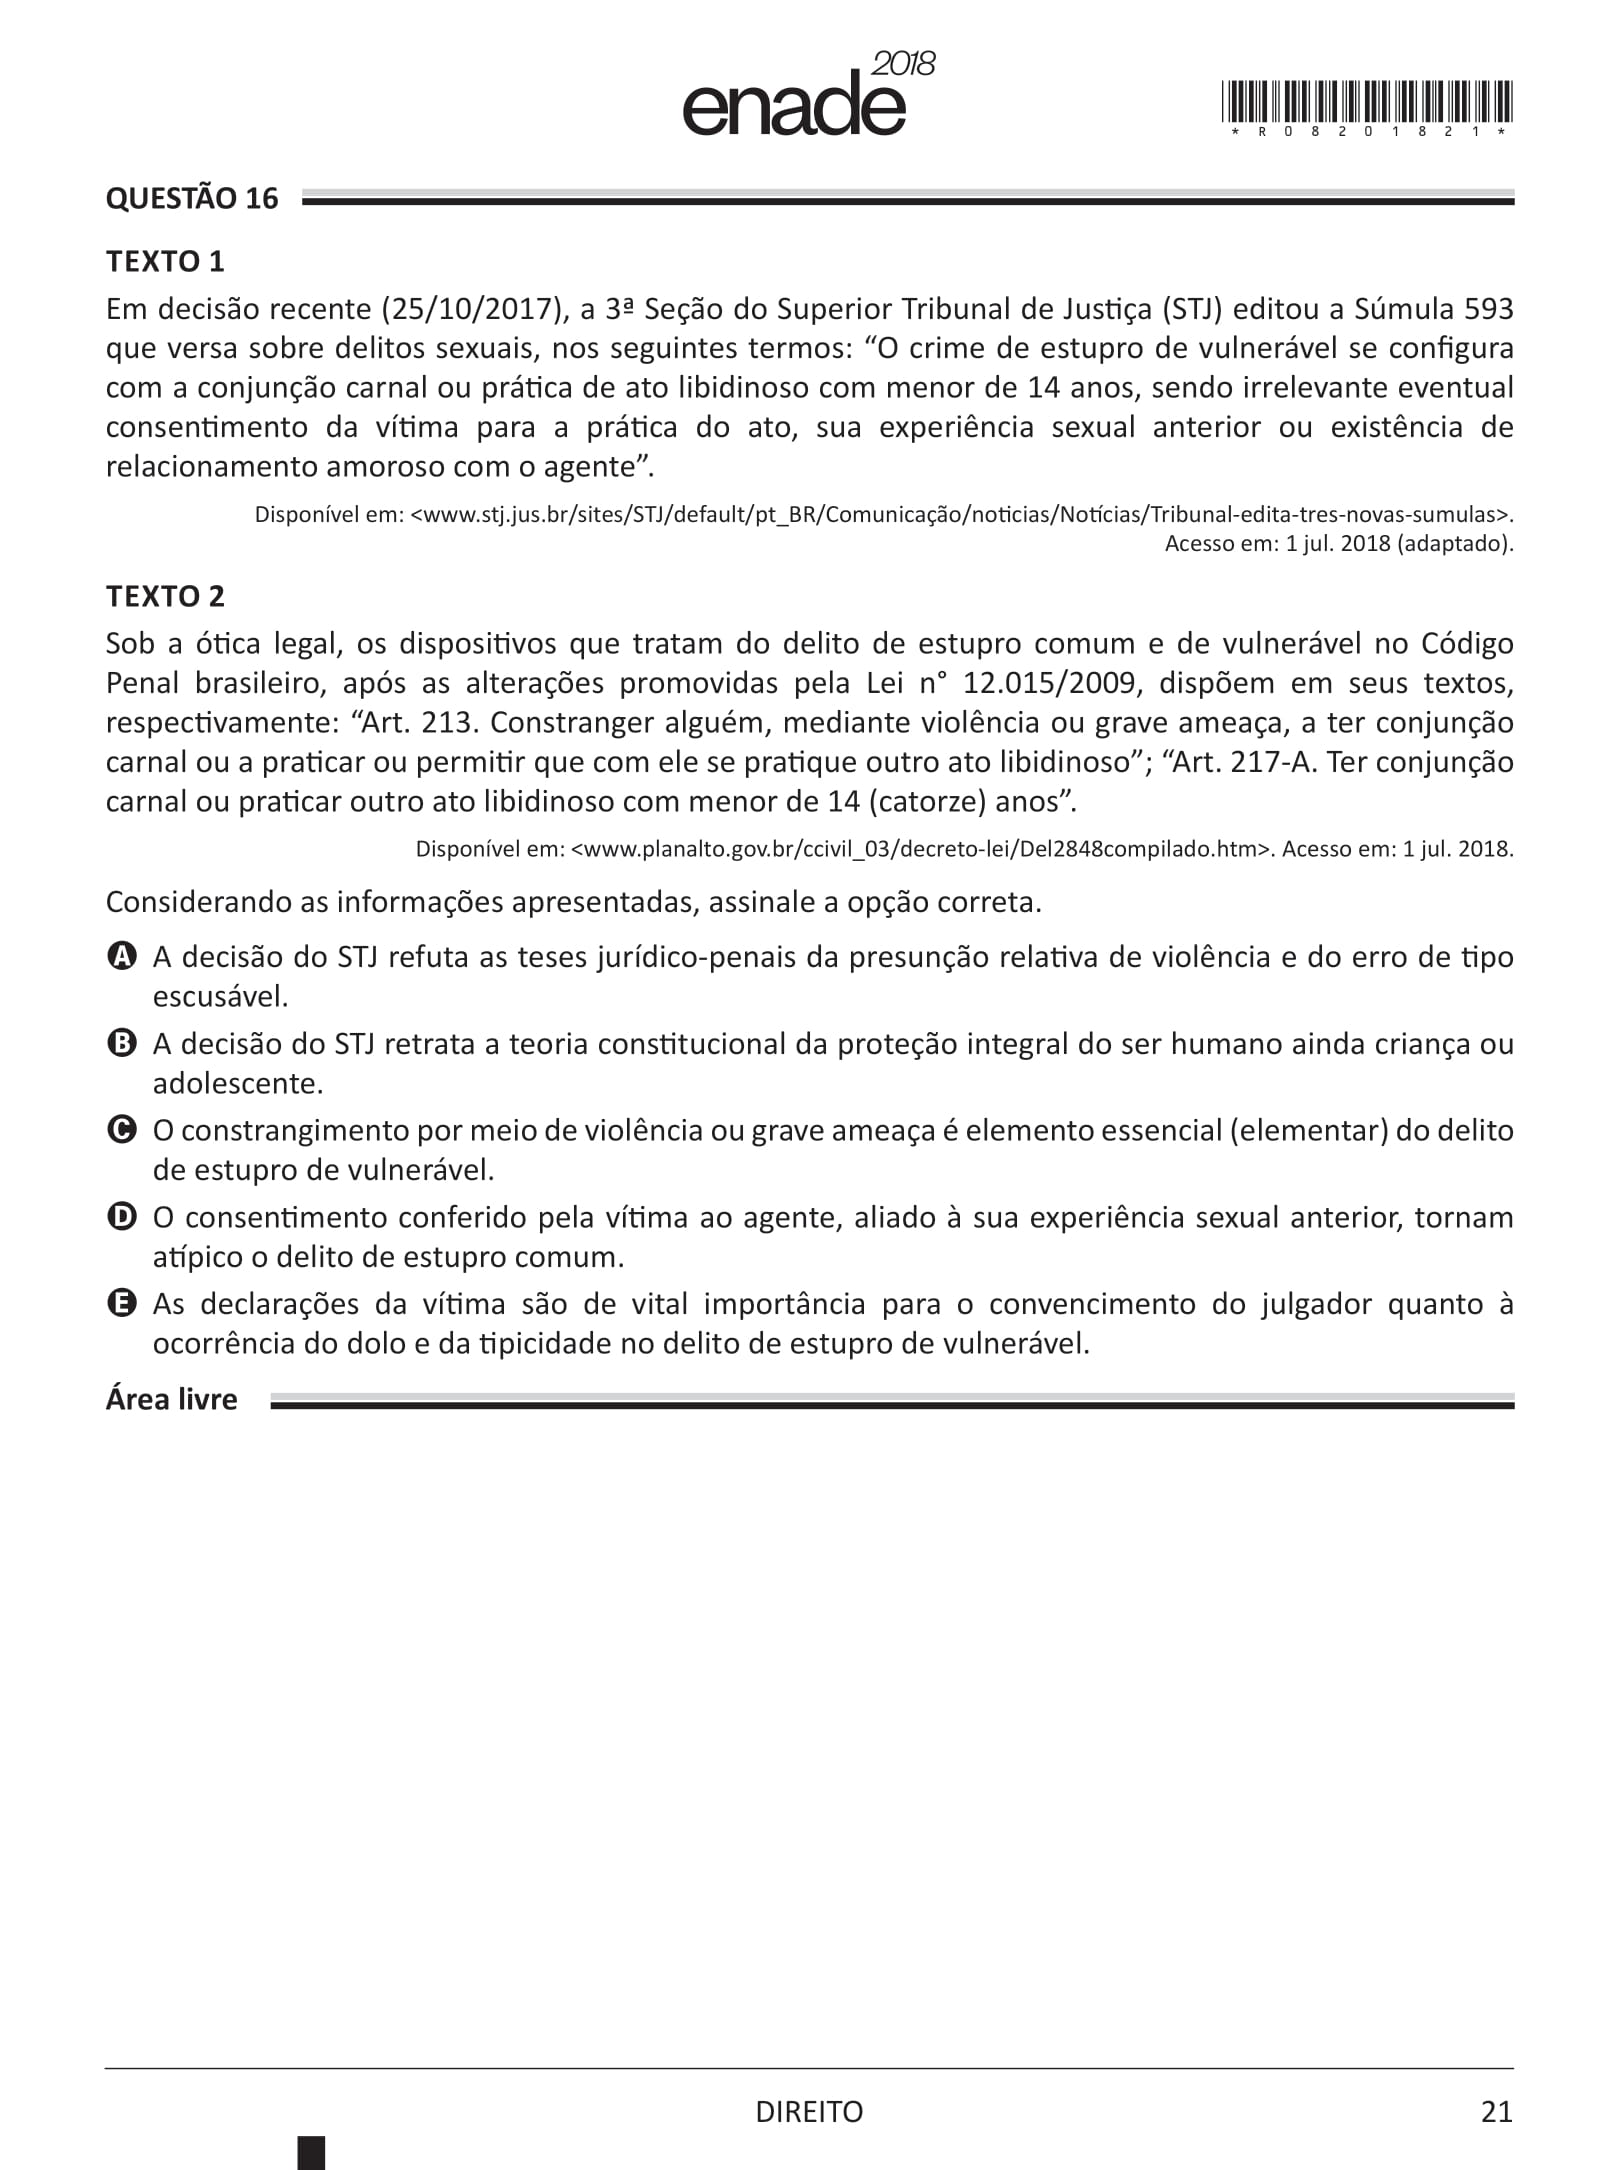 enade 2018
*R08201821*
QUESTÃO 16
TEXTO 1
Em decisão recente (25/10/2017), a 3ª Seção do Superior Tribunal de Justiça (STJ) editou a Súmula 593
que versa sobre delitos sexuais, nos seguintes termos: “O crime de estupro de vulnerável se configura
com a conjunção carnal ou prática de ato libidinoso com menor de 14 anos, sendo irrelevante eventual
consentimento da vítima para a prática do ato, sua experiência sexual anterior ou existência de
relacionamento amoroso com o agente”.
Disponível em: <www.stj.jus.br/sites/STJ/default/pt_BR/Comunicação/noticias/Notícias/Tribunal-edita-tres-novas-sumulas>.
Acesso em: 1 jul. 2018 (adaptado).
TEXTO 2
Sob a ótica legal, os dispositivos que tratam do delito de estupro comum e de vulnerável no Código
Penal brasileiro, após as alterações promovidas pela Lei n° 12.015/2009, dispõem em seus textos,
respectivamente: “Art. 213. Constranger alguém, mediante violência ou grave ameaça, a ter conjunção
carnal ou a praticar ou permitir que com ele se pratique outro ato libidinoso”; “Art. 217-A. Ter conjunção
carnal ou praticar outro ato libidinoso com menor de 14 (catorze) anos”.
Disponível em: <www.planalto.gov.br/ccivil_03/decreto-lei/Del2848compilado.htm>. Acesso em: 1 jul. 2018.
Considerando as informações apresentadas, assinale a opção correta.
A A decisão do STJ refuta as teses jurídico-penais da presunção relativa de violência e do erro de tipo
escusável.
B A decisão do STJ retrata a teoria constitucional da proteção integral do ser humano ainda criança ou
adolescente.
C O constrangimento por meio de violência ou grave ameaça é elemento essencial (elementar) do delito
de estupro de vulnerável.
D O consentimento conferido pela vítima ao agente, aliado à sua experiência sexual anterior, tornam
atípico o delito de estupro comum.
E As declarações da vítima são de vital importância para o convencimento do julgador quanto à
ocorrência do dolo e da tipicidade no delito de estupro de vulnerável.
Área livre
DIREITO
21